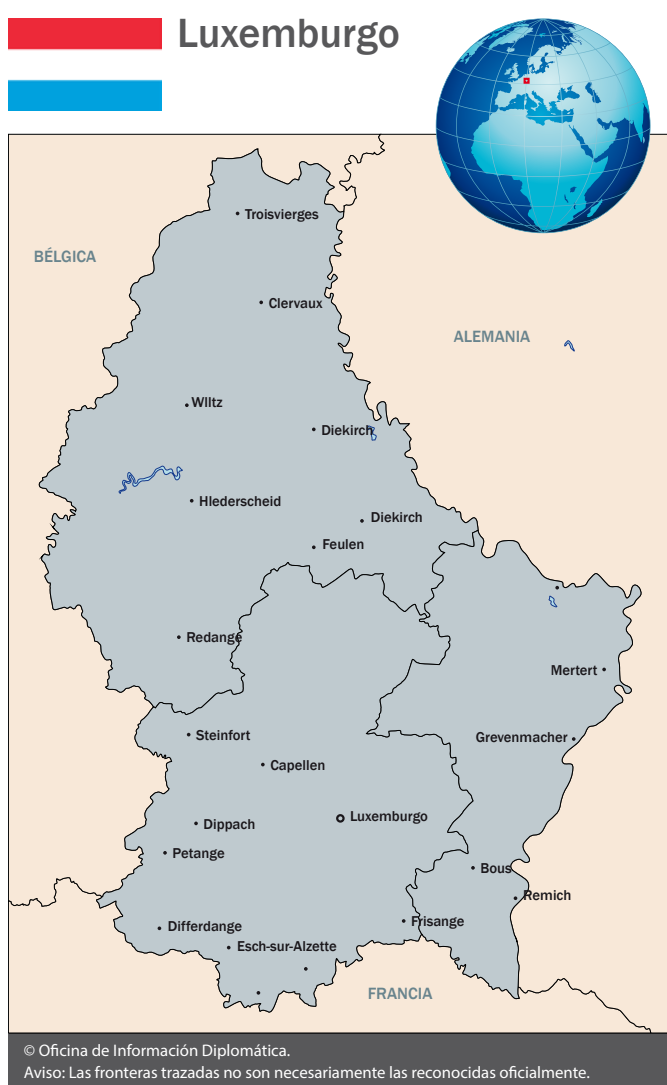 Luxemburgo
Troisvierges
BÉLGICA
Clervaux
ALEMANIA
Wlltz
Diekirch
Hlederscheid
Diekirch
Feulen
Redange
Mertert
Steinfort
Grevenmacher
Capellen
Luxemburgo
Dippach
Petange
Bous
Remich
Frisange
Differdange
Esch-sur-Alzette
FRANCIA
© Oficina de Información Diplomática.
Aviso: Las fronteras trazadas no son necesariamente las reconocidas oficialmente.